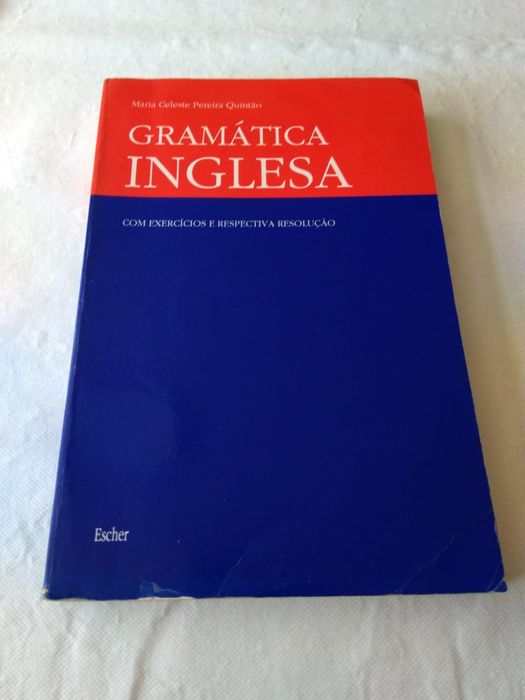 Maria Celeste Pereira Quintão
GRAMÁTICA
INGLESA
COM EXERCÍCIOS E RESPECTIVA RESOLUÇÃO
Escher